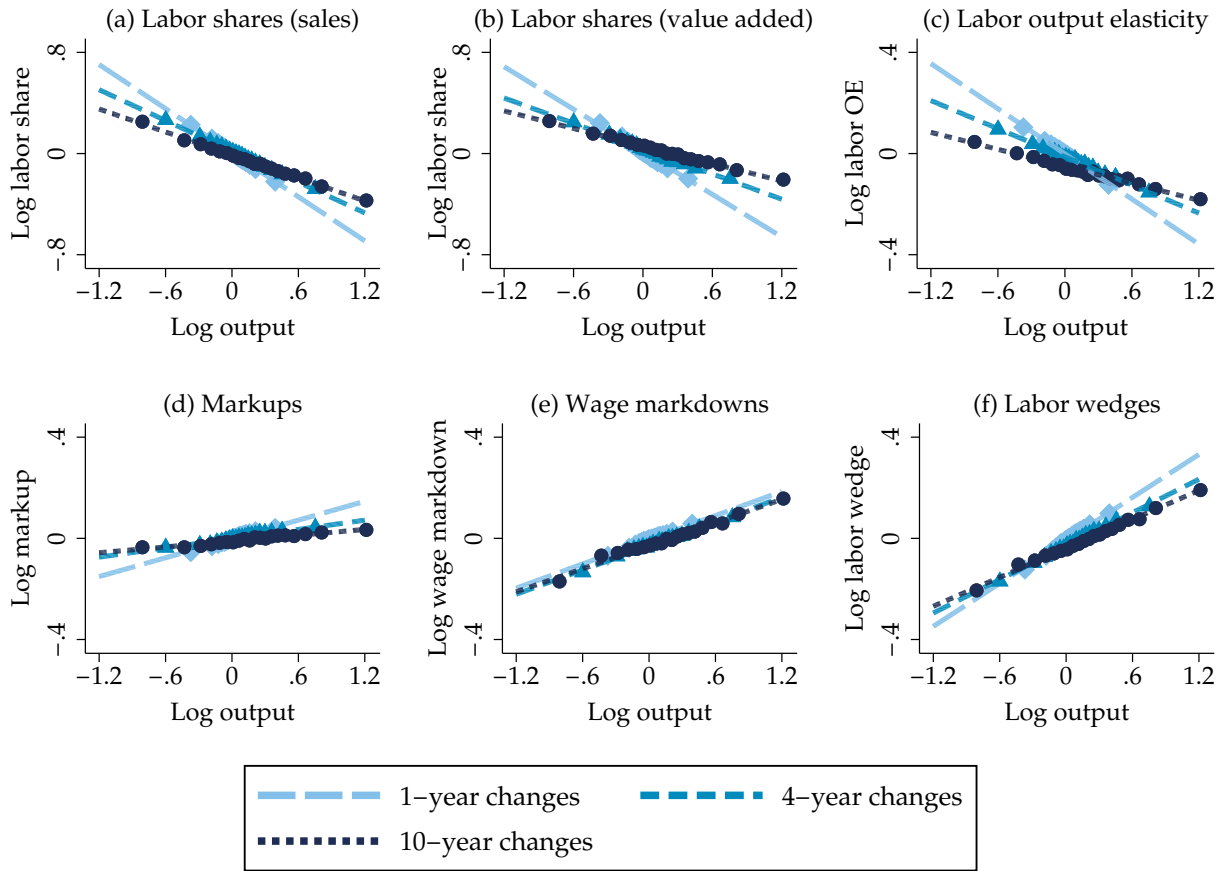 (a) Labor shares (sales)
Log labor share
.8
0
−.8
−1.2 −.6 0 .6 1.2
Log output
(b) Labor shares (value added)
Log labor share
.8
0
−.8
−1.2 −.6 0 .6 1.2
Log output
(c) Labor output elasticity
Log labor OE
.4
0
−.4
−1.2 −.6 0 .6 1.2
Log output
(d) Markups
Log markup
.4
0
−.4
−1.2 −.6 0 .6 1.2
Log output
(e) Wage markdowns
Log wage markdown
.4
0
−.4
−1.2 −.6 0 .6 1.2
Log output
(f) Labor wedges
Log labor wedge
.4
0
−.4
−1.2 −.6 0 .6 1.2
Log output
1−year changes
4−year changes
10−year changes